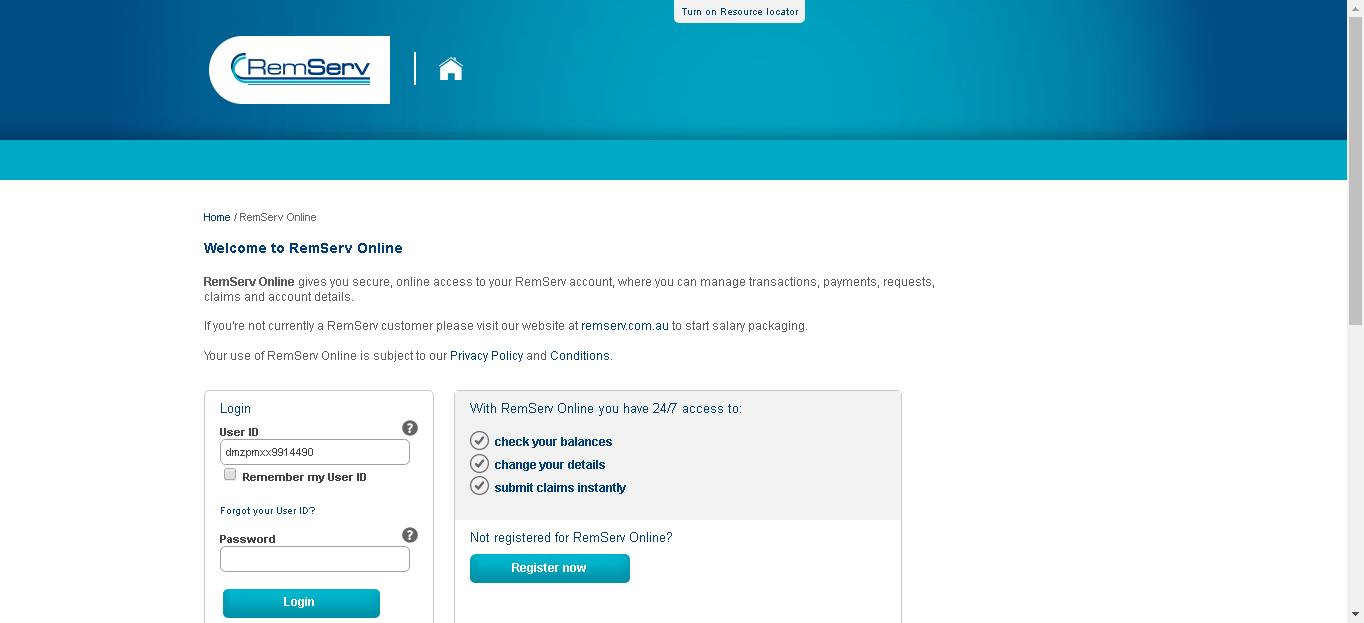 Turn on Resource locator
RemServ
Home / RemServ Online
Welcome to RemServ Online
RemServ Online gives you secure, online access to your RemServ account, where you can manage transactions, payments, requests,
claims and account details.
If you're not currently a RemServ customer please visit our website at remserv.com.au to start salary packaging.
Your use of RemServ Online is subject to our Privacy Policy and Conditions.
Login
User ID
?
dmzpmxx9914490
Remember my User ID
Forgot your User ID?
Password
?
Login
With RemServ Online you have 24/7 access to:
check your balances
change your details
submit claims instantly
Not registered for RemServ Online?
Register now